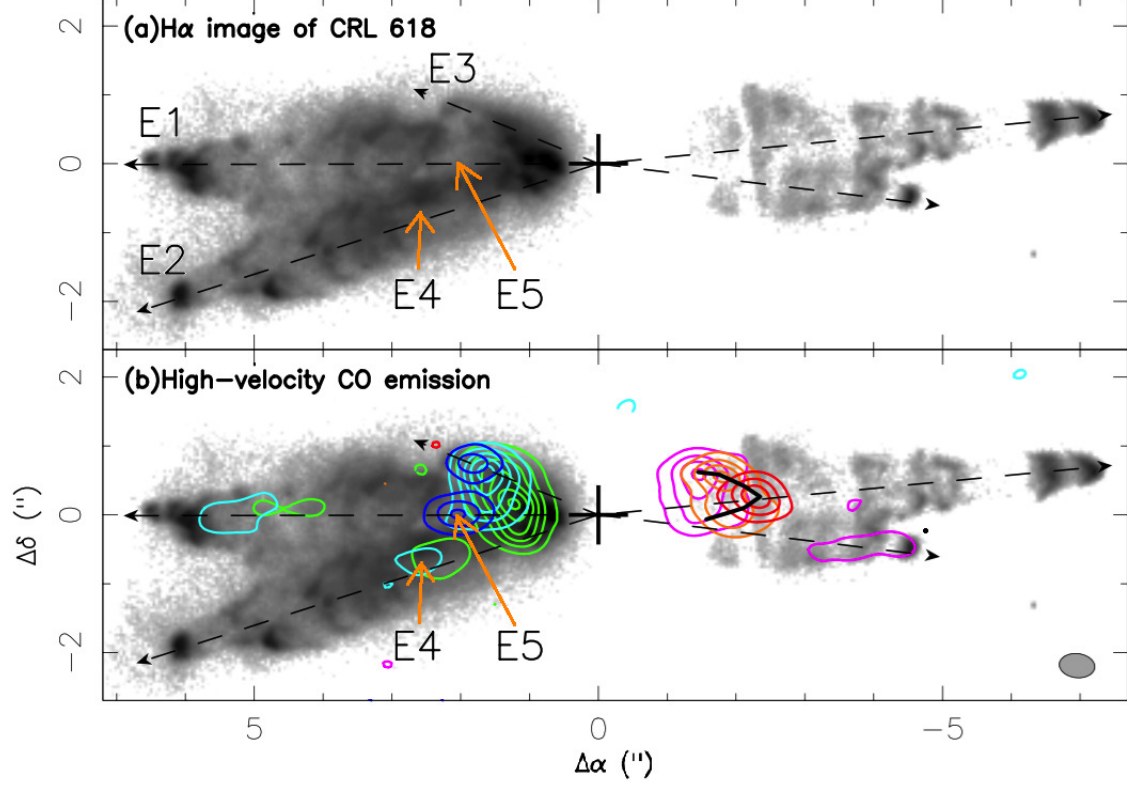 (a)Hα image of CRL 618
E3
E1
E2
E4 E5
2
0
−2
(b)High−velocity CO emission
E4 E5
2
0
−2
Δδ (")
5 0 −5
Δα (")